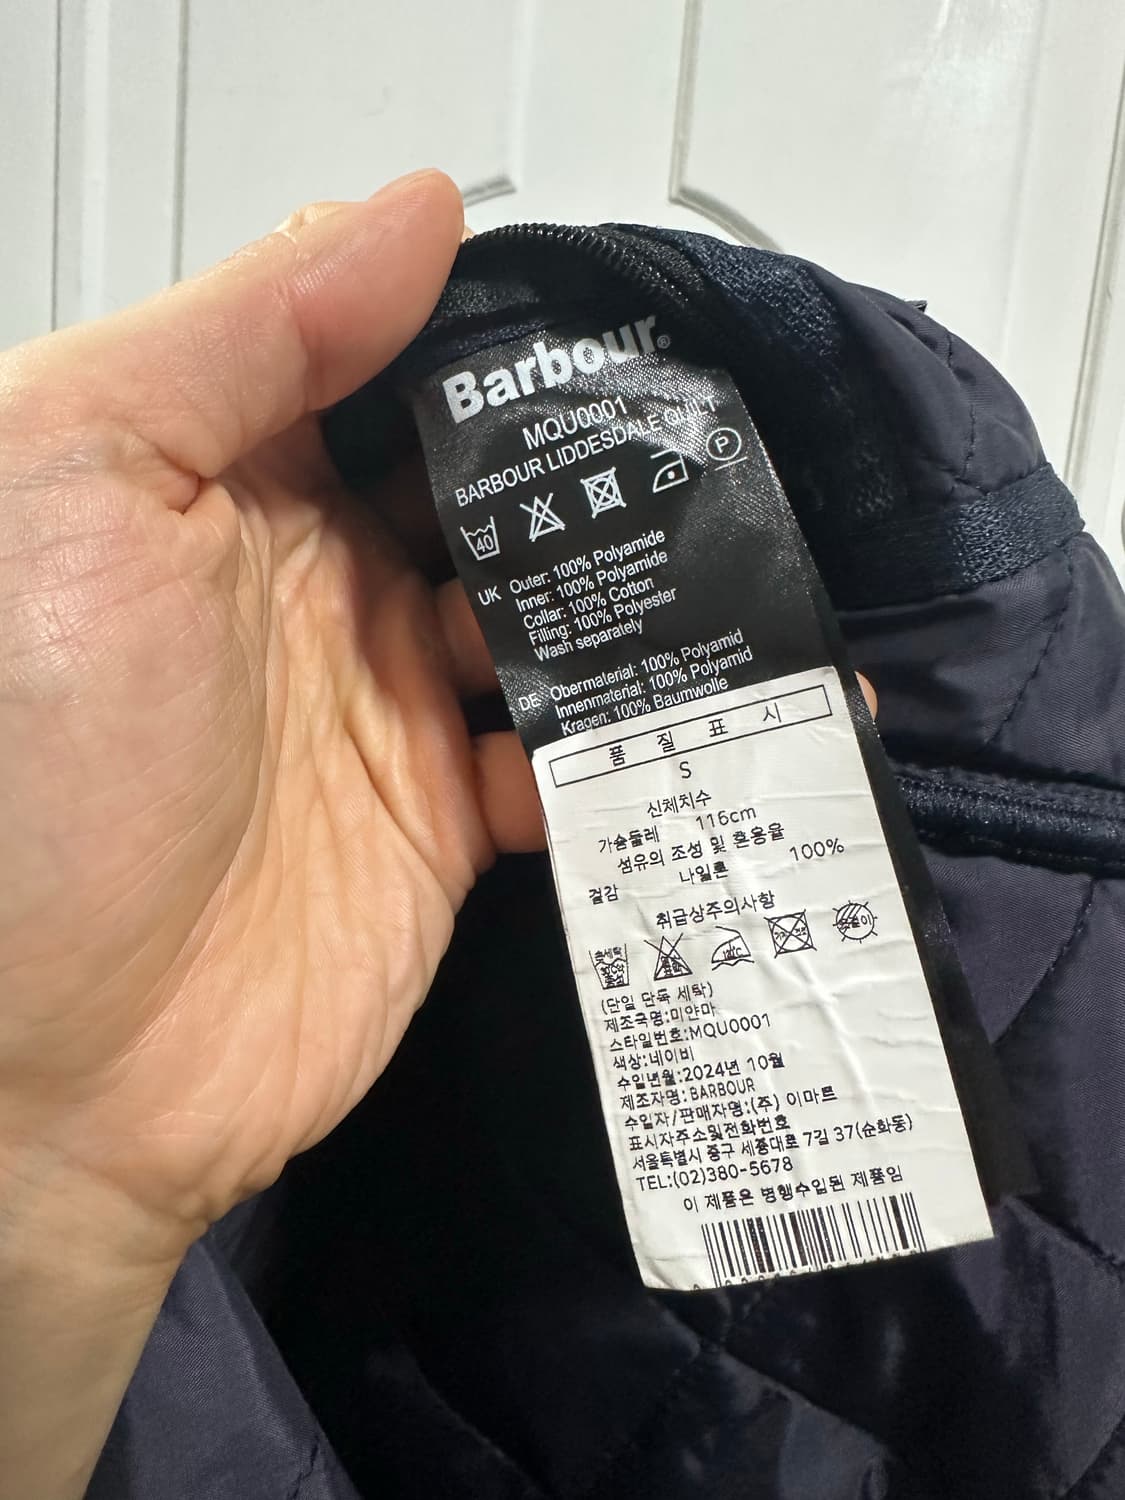 Barbour®
MQU0001
BARBOUR LIDDESDALE QUILT
P
40
UK
Outer: 100% Polyamide
Inner: 100% Polyamide
Collar: 100% Cotton
Filling: 100% Polyester
Wash separately
DE
Obermaterial: 100% Polyamid
Innenmaterial: 100% Polyamid
Kragen: 100% Baumwolle
품 질 표 시
S
신체치수
가슴둘레 116cm
섬유의 조성 및 혼용율
겉감 나일론 100%
취급상주의사항
손세탁
(단일 단독 세탁)
제조국명:미얀마
스타일번호:MQU0001
색상:네이비
수입년월:2024년 10월
제조자명:BARBOUR
수입자/판매자명:(주) 이마트
표시자주소및전화번호
서울특별시 중구 세종대로 7길 37(순화동)
TEL:(02)380-5678
이 제품은 병행수입된 제품임